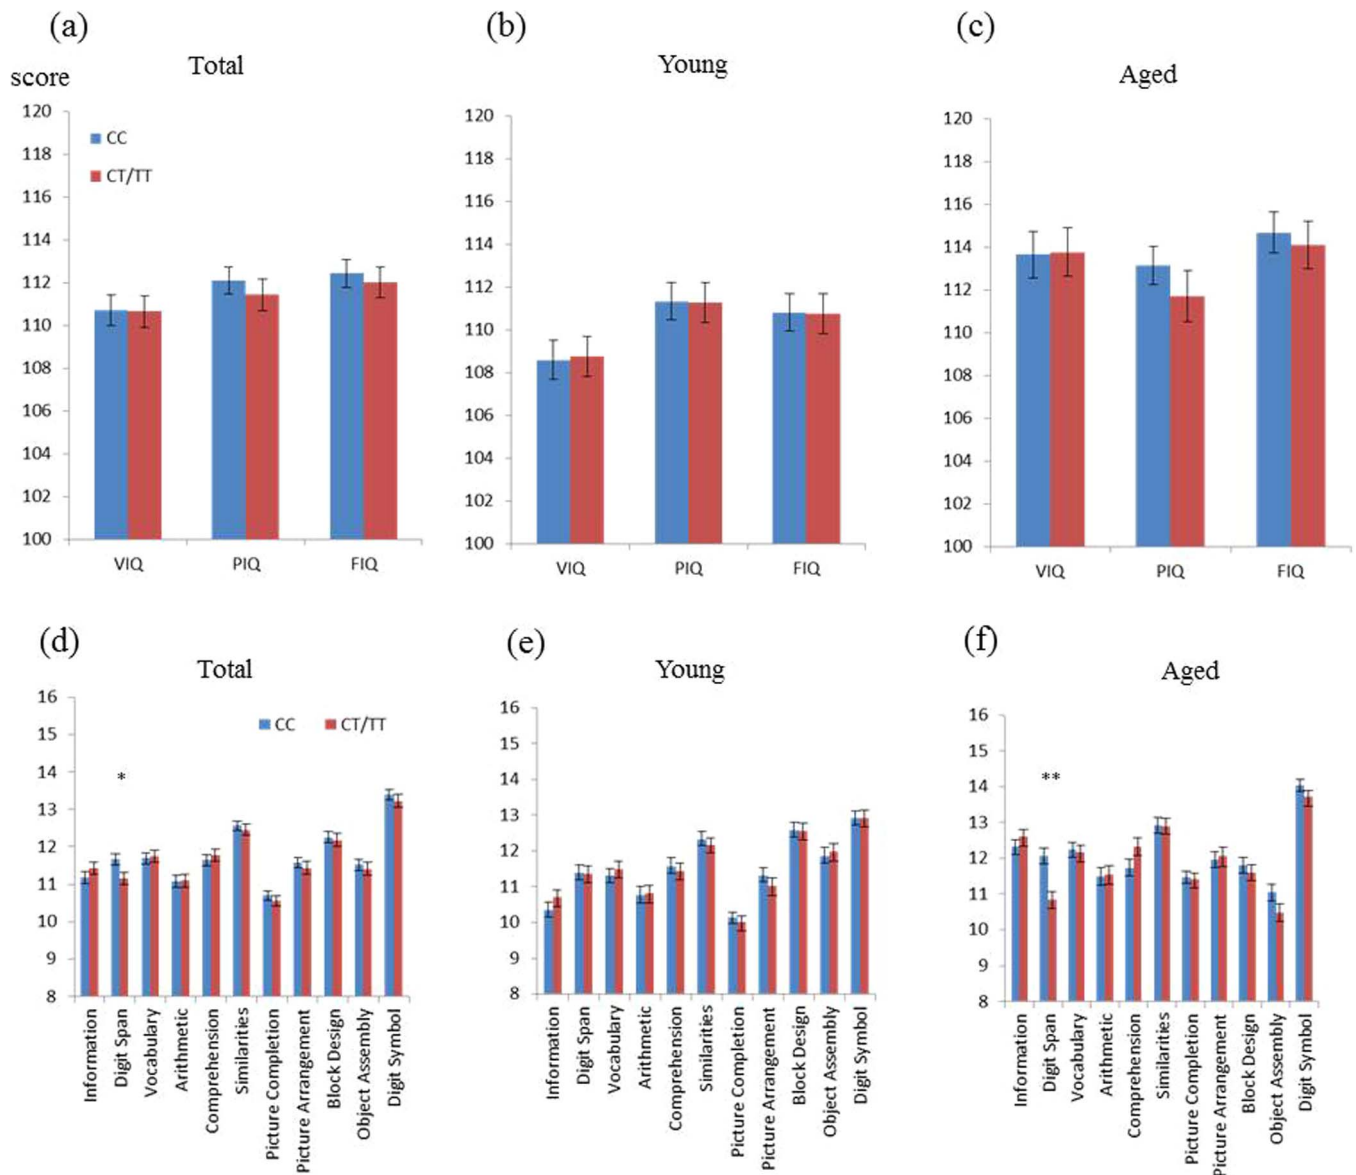 (a)
(b)
(c)
Total
Young
Aged
score
120
118
116
114
112
110
108
106
104
102
100
CC
CT/TT
VIQ
PIQ
FIQ
120
118
116
114
112
110
108
106
104
102
100
VIQ
PIQ
FIQ
120
118
116
114
112
110
108
106
104
102
100
VIQ
PIQ
FIQ
(d)
(e)
(f)
Total
Young
Aged
16
15
14
13
12
11
10
9
8
CC CT/TT
*
Information
Digit Span
Vocabulary
Arithmetic
Comprehension
Similarities
Picture Completion
Picture Arrangement
Block Design
Object Assembly
Digit Symbol
16
15
14
13
12
11
10
9
8
Information
Digit Span
Vocabulary
Arithmetic
Comprehension
Similarities
Picture Completion
Picture Arrangement
Block Design
Object Assembly
Digit Symbol
16
15
14
13
12
11
10
9
8
**
Information
Digit Span
Vocabulary
Arithmetic
Comprehension
Similarities
Picture Completion
Picture Arrangement
Block Design
Object Assembly
Digit Symbol